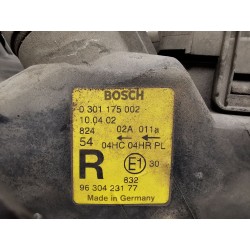 BOSCH
0 301 175 002
10.04.02
824 02A 011a
54 04HC 04HR PL
R E1 30
832
96 304 231 77
Made in Germany